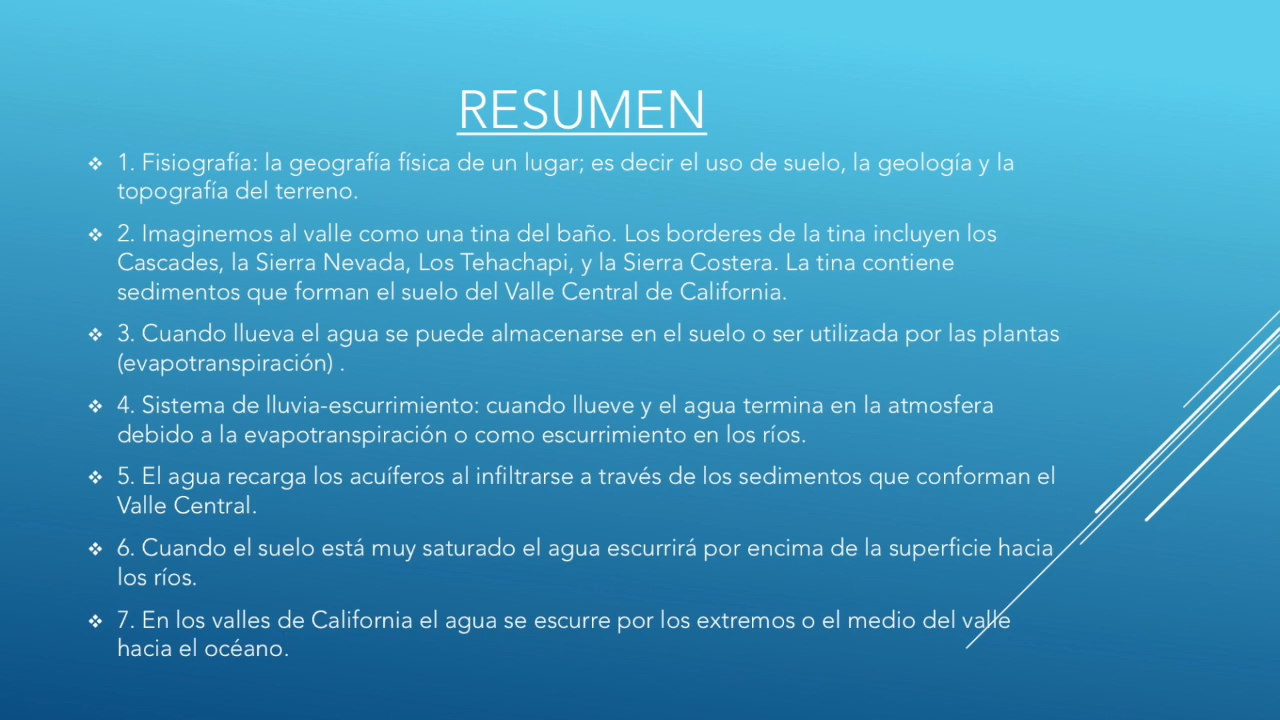 RESUMEN
❖ 1. Fisiografía: la geografía física de un lugar; es decir el uso de suelo, la geología y la
topografía del terreno.
❖ 2. Imaginemos al valle como una tina del baño. Los borderes de la tina incluyen los
Cascades, la Sierra Nevada, Los Tehachapi, y la Sierra Costera. La tina contiene
sedimentos que forman el suelo del Valle Central de California.
❖ 3. Cuando llueva el agua se puede almacenarse en el suelo o ser utilizada por las plantas
(evapotranspiración) .
❖ 4. Sistema de lluvia-escurrimiento: cuando llueve y el agua termina en la atmosfera
debido a la evapotranspiración o como escurrimiento en los ríos.
❖ 5. El agua recarga los acuíferos al infiltrarse a través de los sedimentos que conforman el
Valle Central.
❖ 6. Cuando el suelo está muy saturado el agua escurrirá por encima de la superficie hacia
los ríos.
❖ 7. En los valles de California el agua se escurre por los extremos o el medio del valle
hacia el océano.